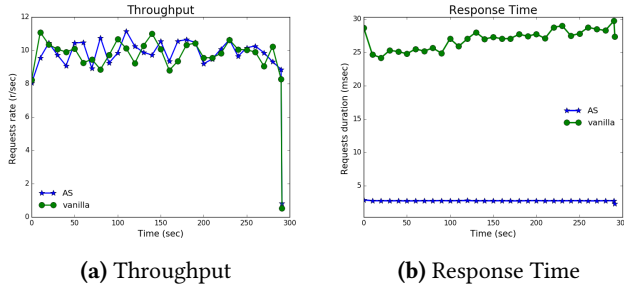 Throughput
12
10
8
6
4
2
0
0 50 100 150 200 250 300
Requests rate (r/sec)
Time (sec)
AS
vanilla
(a) Throughput
Response Time
30
25
20
15
10
5
0 50 100 150 200 250 300
Requests duration (msec)
Time (sec)
AS
vanilla
(b) Response Time